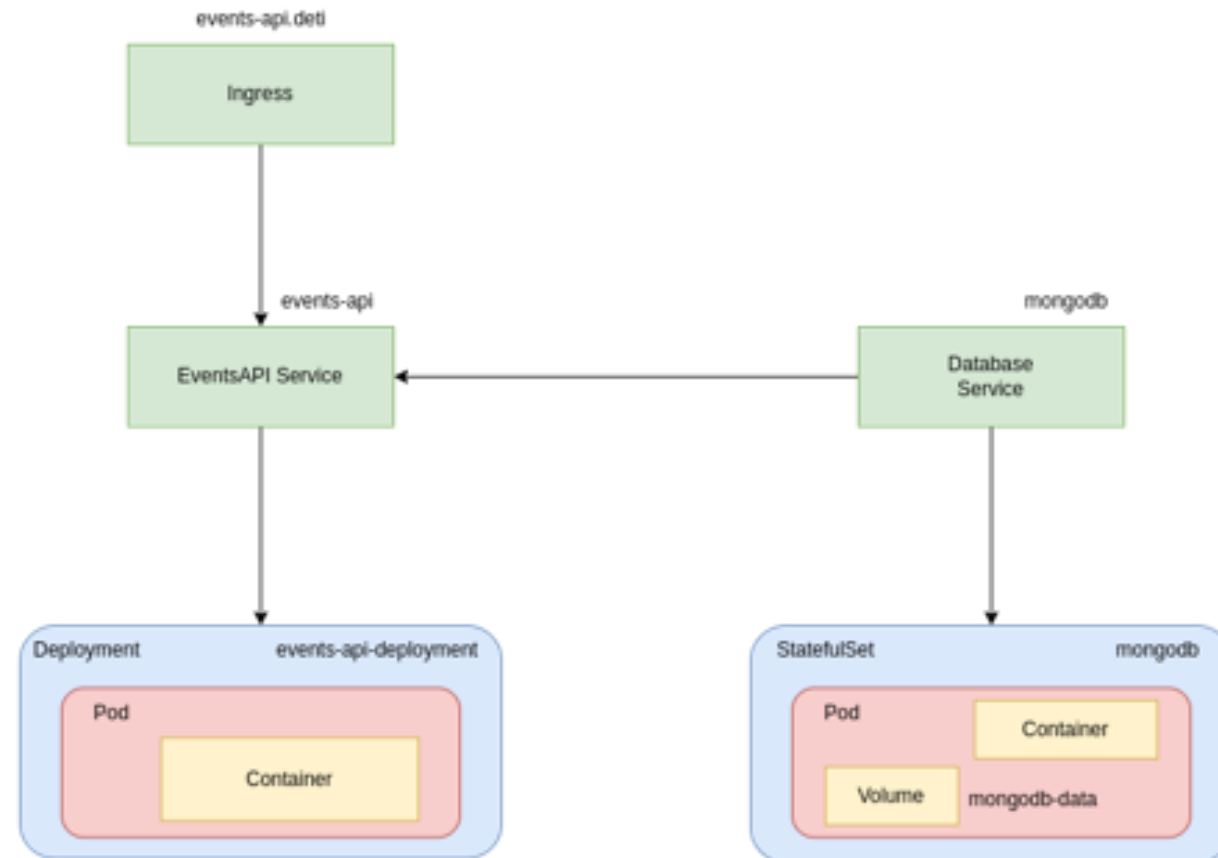 events-api.deti
Ingress
events-api
EventsAPI Service
mongodb
Database
Service
Deployment
events-api-deployment
Pod
Container
StatefulSet
mongodb
Pod
Container
Volume
mongodb-data